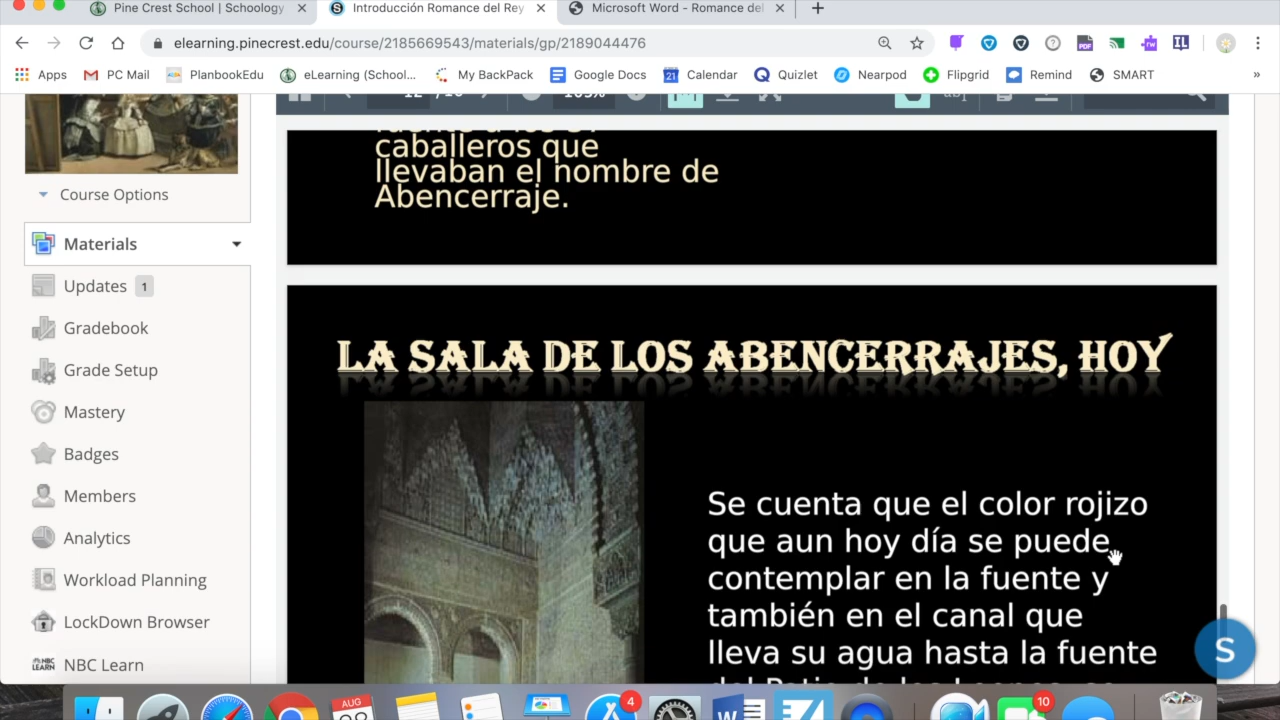 Pine Crest School | Schoology
Introducción Romance del Rey
Microsoft Word - Romance del
elearning.pinecrest.edu/course/2185669543/materials/gp/2189044476
Apps
PC Mail
PlanbookEdu
eLearning (School...
My BackPack
Google Docs
Calendar
Quizlet
Nearpod
Flipgrid
Remind
SMART
»
Course Options
Materials
Updates 1
Gradebook
Grade Setup
Mastery
Badges
Members
Analytics
Workload Planning
LockDown Browser
NBC Learn
caballeros que
llevaban el nombre de
Abencerraje.
LA SALA DE LOS ABENCERRAJES, HOY
Se cuenta que el color rojizo
que aun hoy día se puede
contemplar en la fuente y
también en el canal que
lleva su agua hasta la fuente
S
AUG
4
10